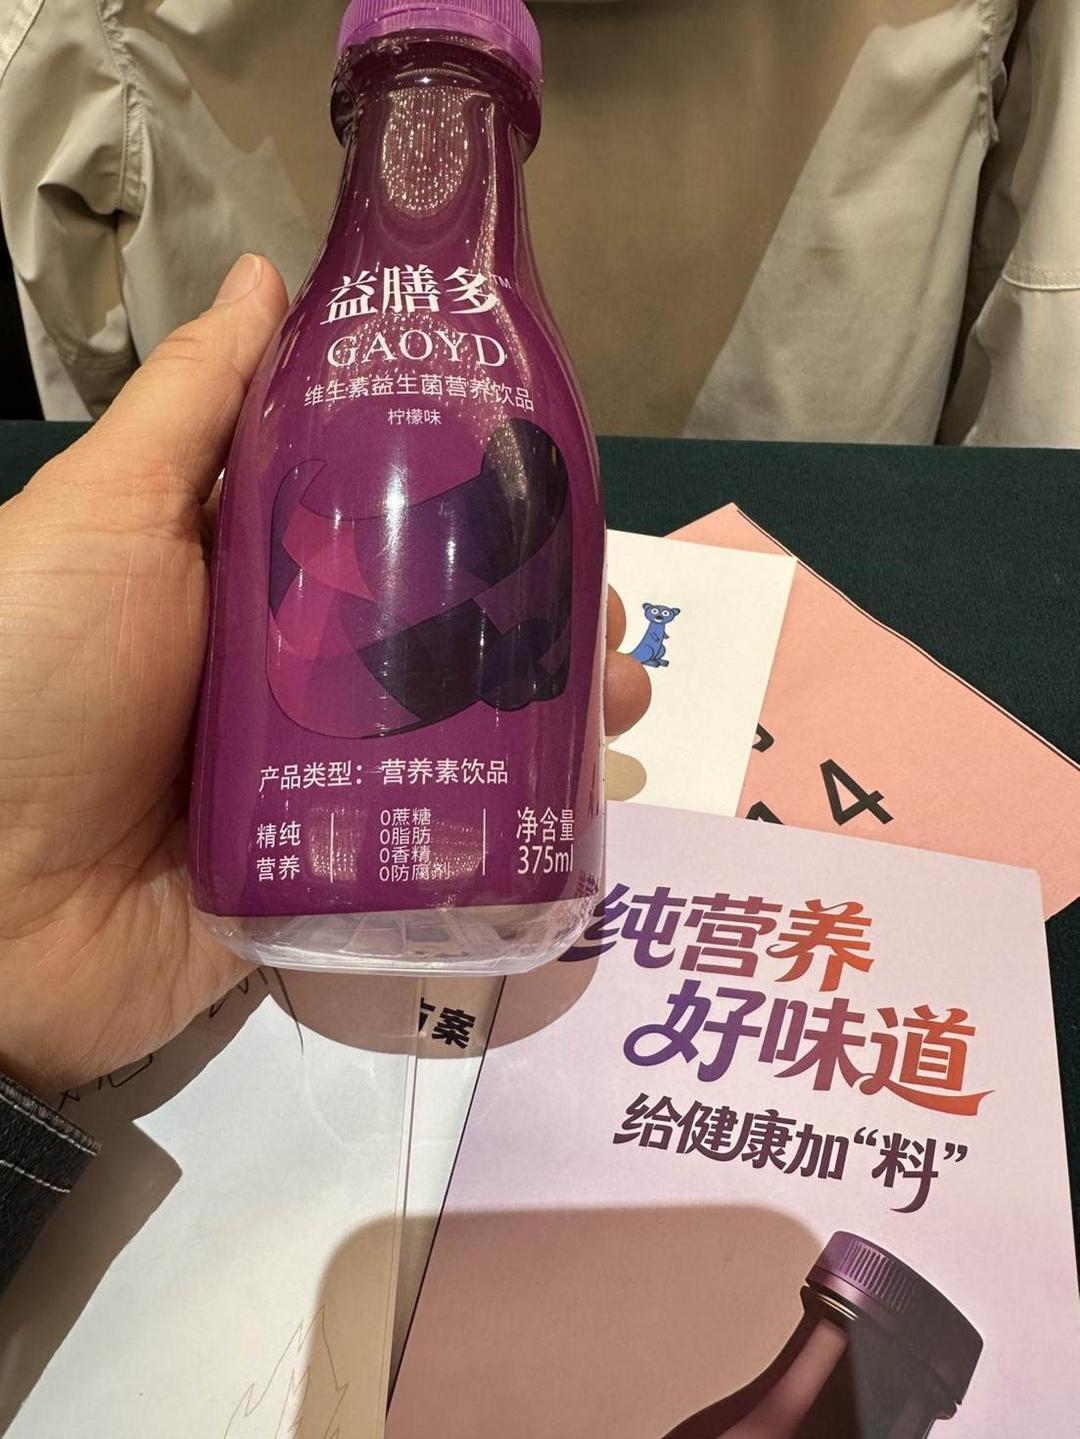 益膳多™
GAOYD
维生素益生菌营养饮品
柠檬味
产品类型：营养素饮品
精纯
营养
0蔗糖
0脂肪
0香精
0防腐剂
净含量
375ml
4
方案
纯营养
好味道
给健康加“料”